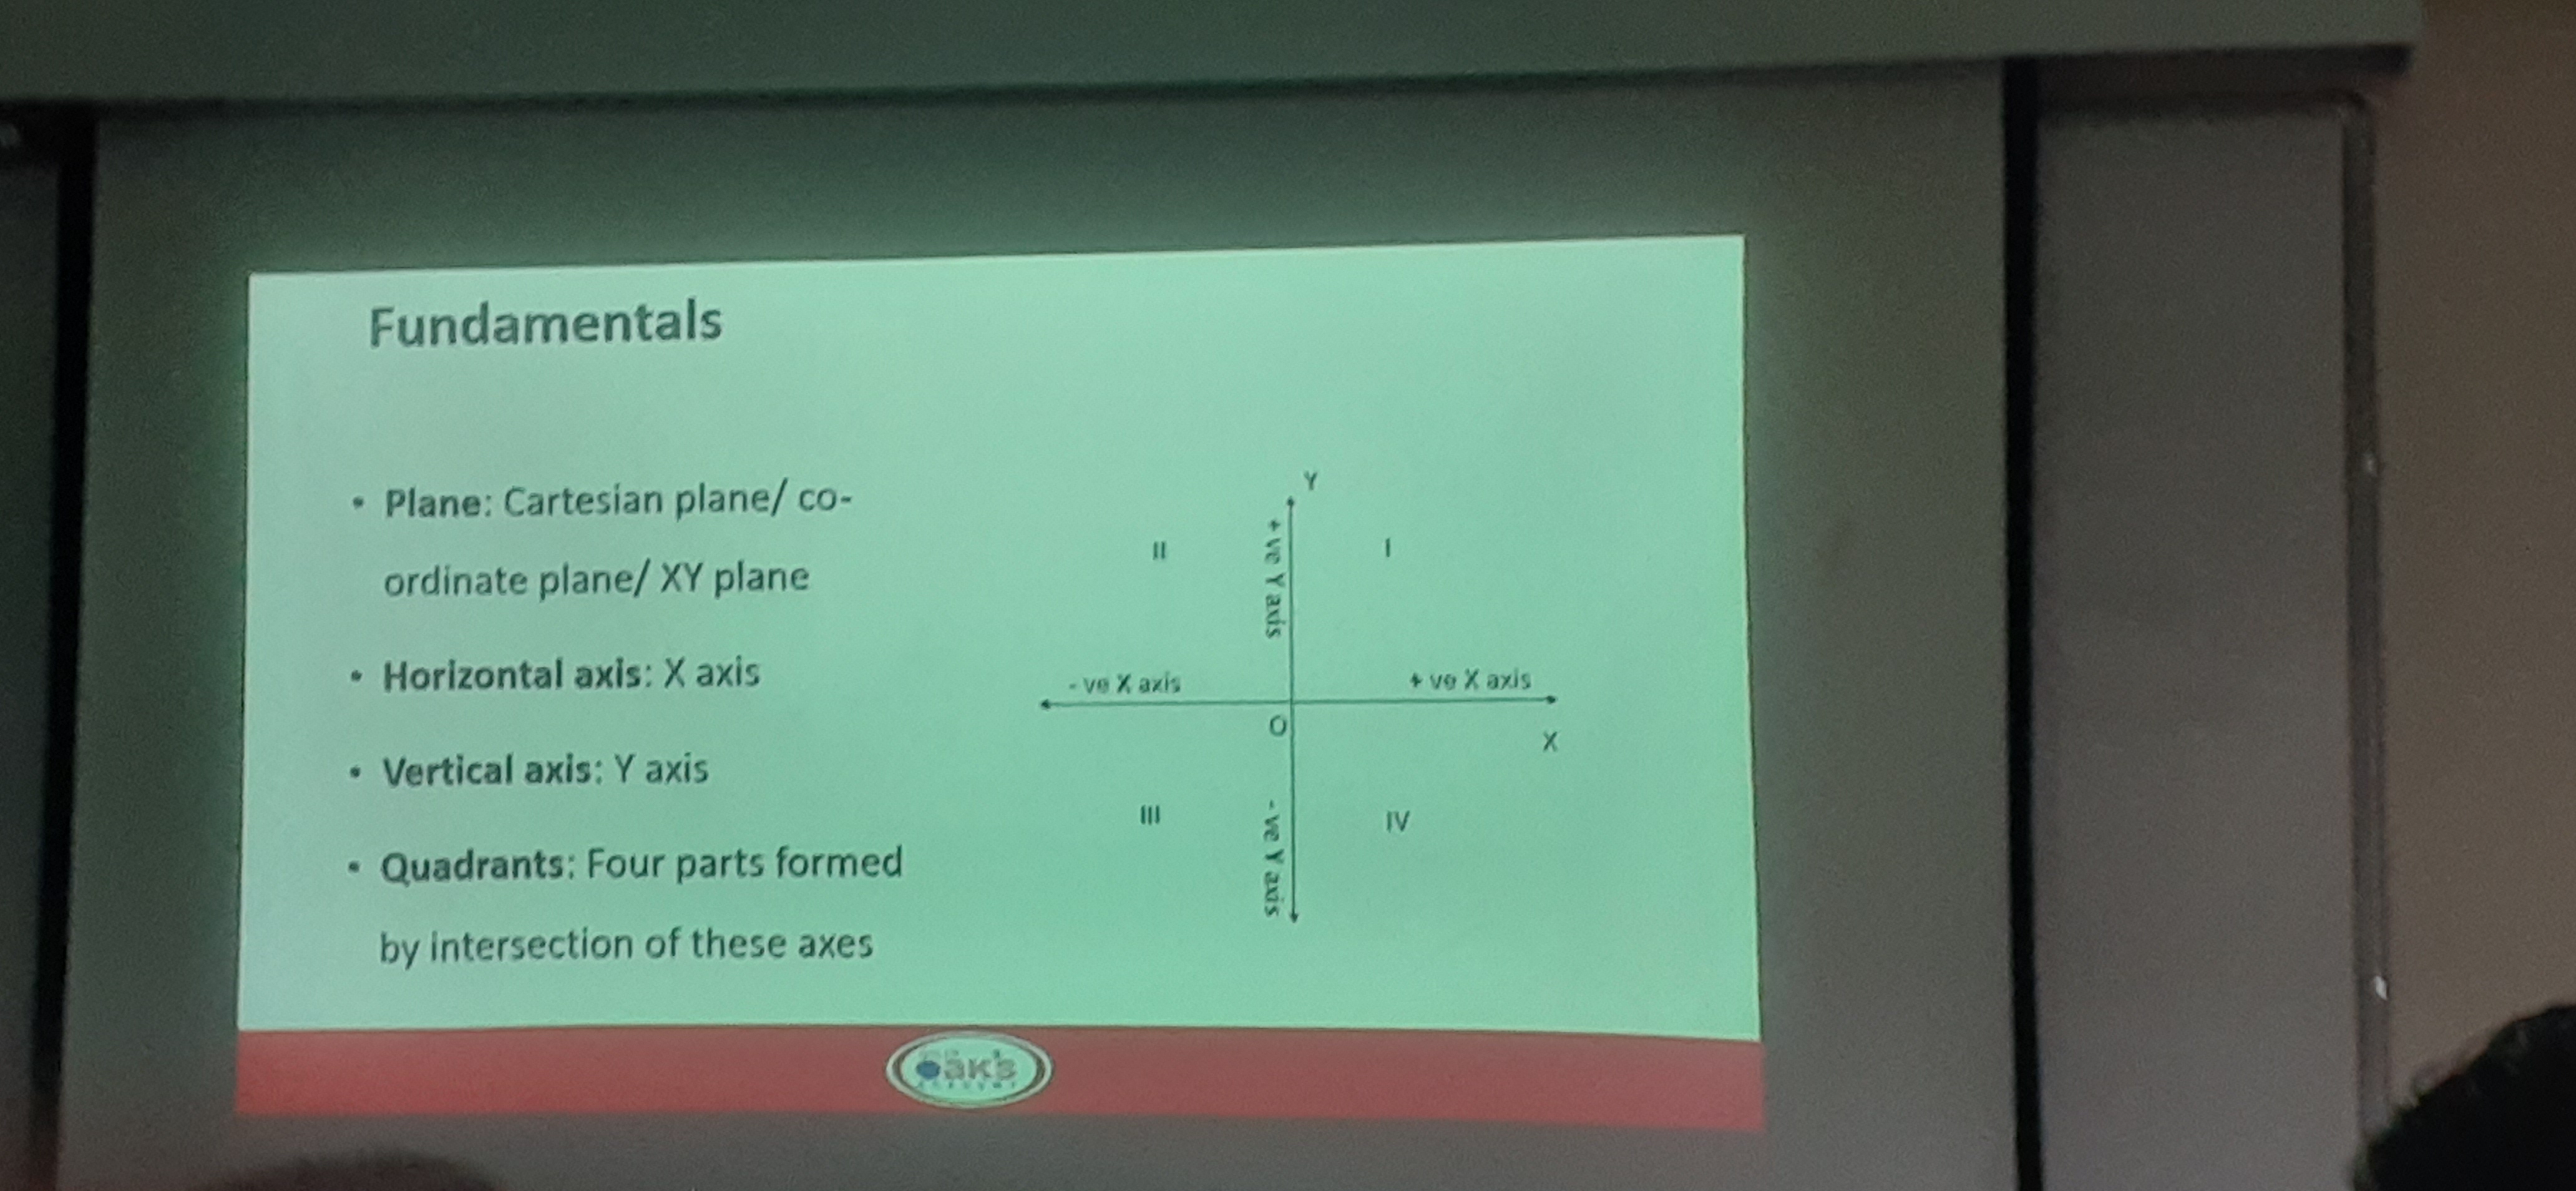 Fundamentals
• Plane: Cartesian plane/ co-
ordinate plane/ XY plane
• Horizontal axis: X axis
• Vertical axis: Y axis
• Quadrants: Four parts formed
by intersection of these axes
Y
II
I
+ ve Y axis
- ve X axis
+ ve X axis
O
X
III
IV
- ve Y axis